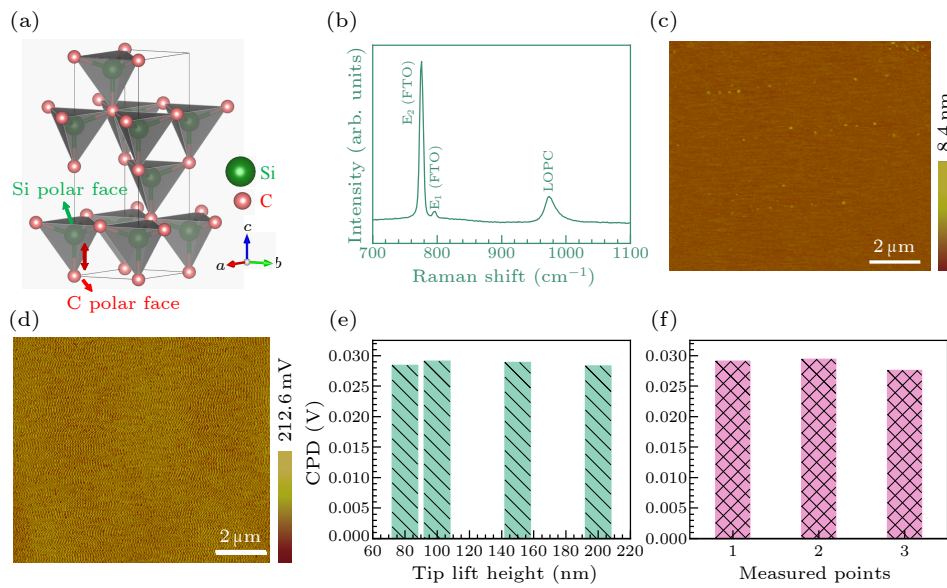 (a)
Si polar face
Si
C
c
a
b
C polar face
(b)
Intensity (arb. units)
E₂ (FTO)
E₁ (FTO)
LOPC
700 800 900 1000 1100
Raman shift (cm⁻¹)
(c)
2 µm
8.4 nm
(d)
2 µm
212.6 mV
(e)
CPD (V)
0.030
0.025
0.020
0.015
0.010
0.005
0.000
60 80 100 120 140 160 180 200 220
Tip lift height (nm)
(f)
0.030
0.025
0.020
0.015
0.010
0.005
0.000
1 2 3
Measured points